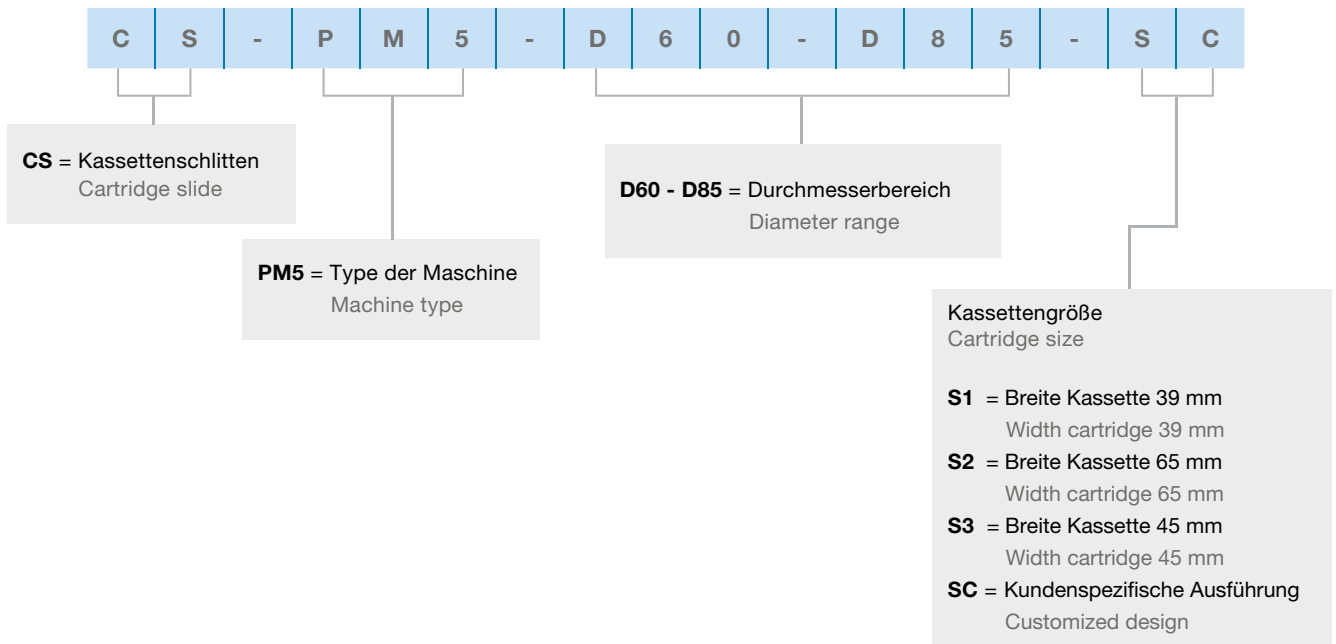 C S - P M 5 - D 6 0 - D 8 5 - S C
CS = Kassettenschlitten
Cartridge slide
D60 - D85 = Durchmesserbereich
Diameter range
PM5 = Type der Maschine
Machine type
Kassettengröße
Cartridge size
S1 = Breite Kassette 39 mm
Width cartridge 39 mm
S2 = Breite Kassette 65 mm
Width cartridge 65 mm
S3 = Breite Kassette 45 mm
Width cartridge 45 mm
SC = Kundenspezifische Ausführung
Customized design